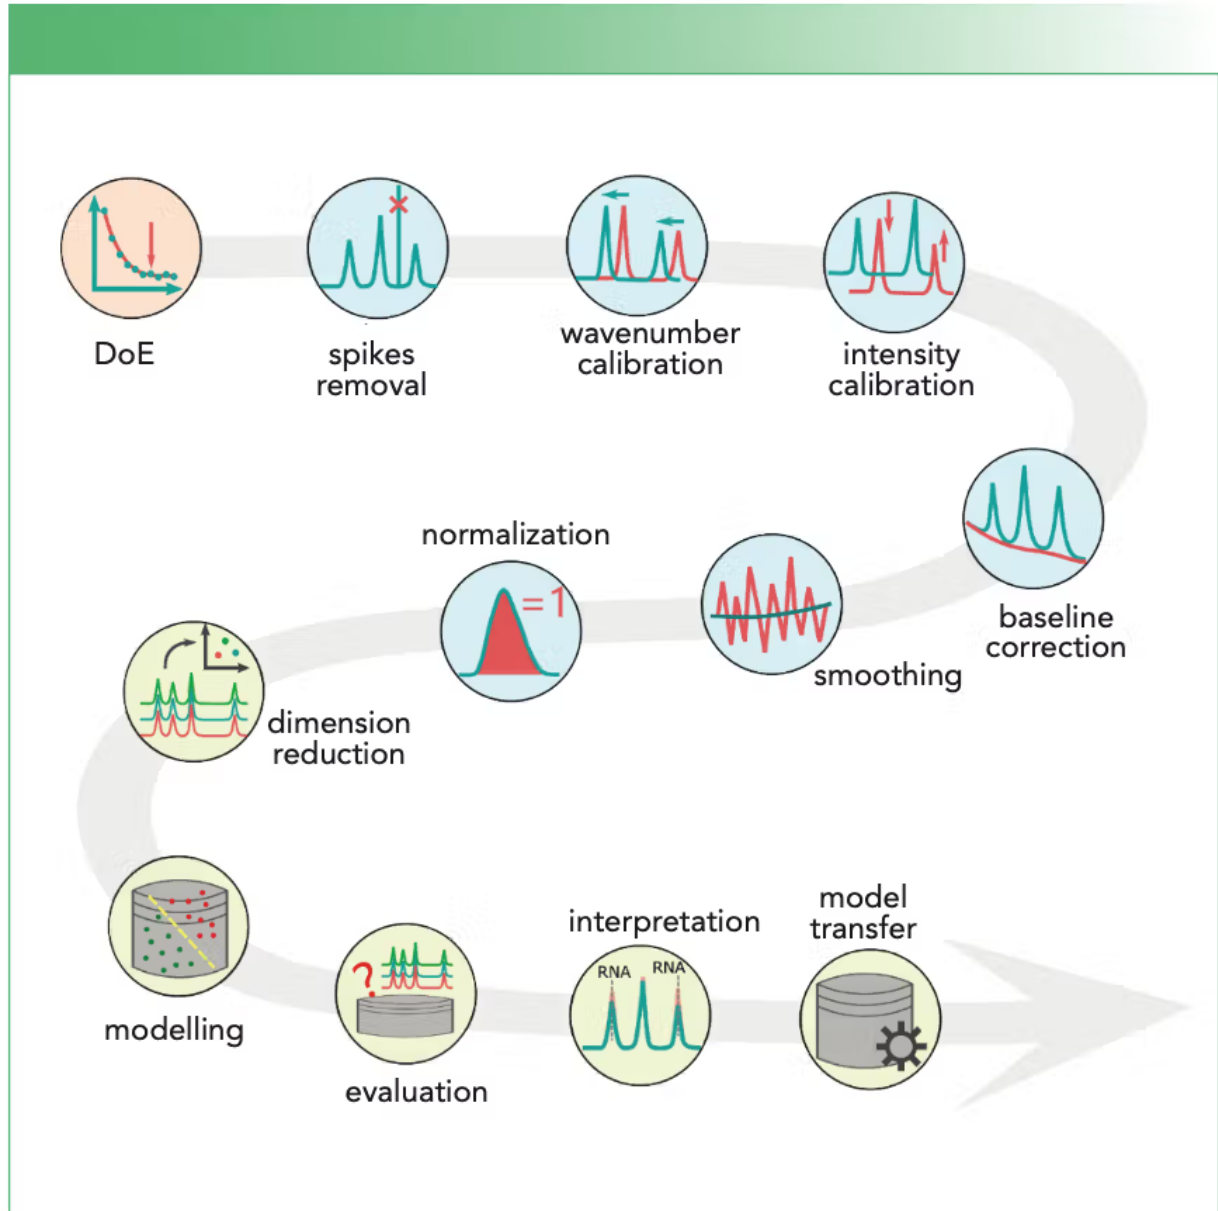 DoE
spikes
removal
wavenumber
calibration
intensity
calibration
baseline
correction
smoothing
normalization
=1
dimension
reduction
modelling
?
evaluation
interpretation
RNA RNA
model
transfer